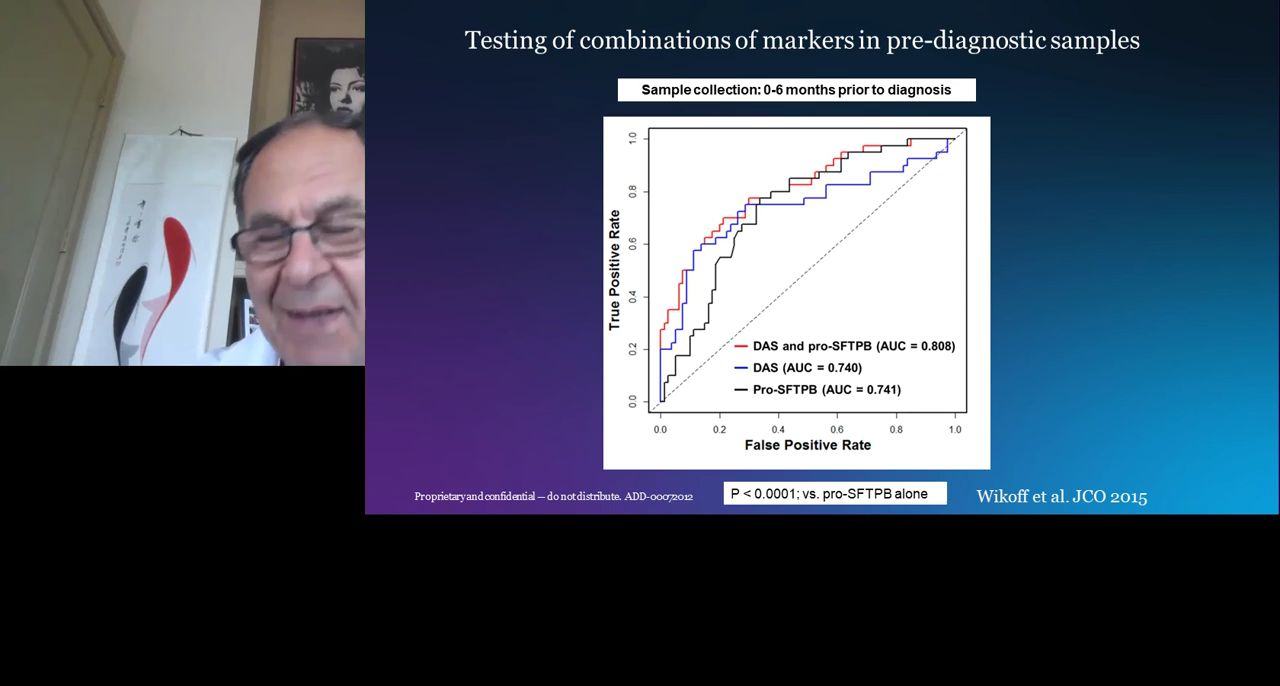 Testing of combinations of markers in pre-diagnostic samples
Sample collection: 0-6 months prior to diagnosis
True Positive Rate
1.0
0.8
0.6
0.4
0.2
0.0
DAS and pro-SFTPB (AUC = 0.808)
DAS (AUC = 0.740)
Pro-SFTPB (AUC = 0.741)
0.0 0.2 0.4 0.6 0.8 1.0
False Positive Rate
P < 0.0001; vs. pro-SFTPB alone
Proprietary and confidential — do not distribute. ADD-00072012
Wikoff et al. JCO 2015